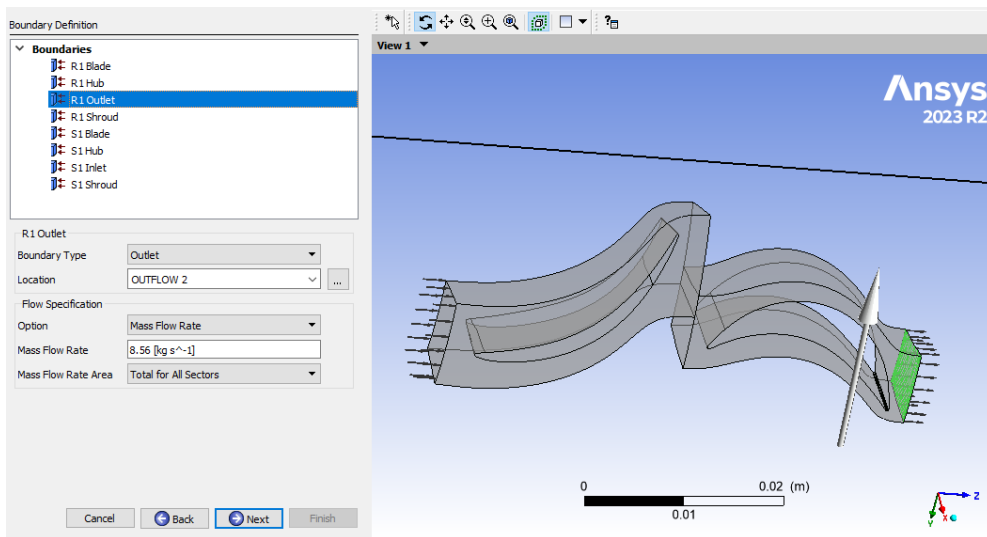 Boundary Definition
Boundaries
R1 Blade
R1 Hub
R1 Outlet
R1 Shroud
S1 Blade
S1 Hub
S1 Inlet
S1 Shroud
R1 Outlet
Boundary Type Outlet
Location OUTFLOW 2 ...
Flow Specification
Option Mass Flow Rate
Mass Flow Rate 8.56 [kg s^-1]
Mass Flow Rate Area Total for All Sectors
Cancel Back Next Finish
View 1
Ansys
2023 R2
0 0.02 (m)
0.01
Z
Y X